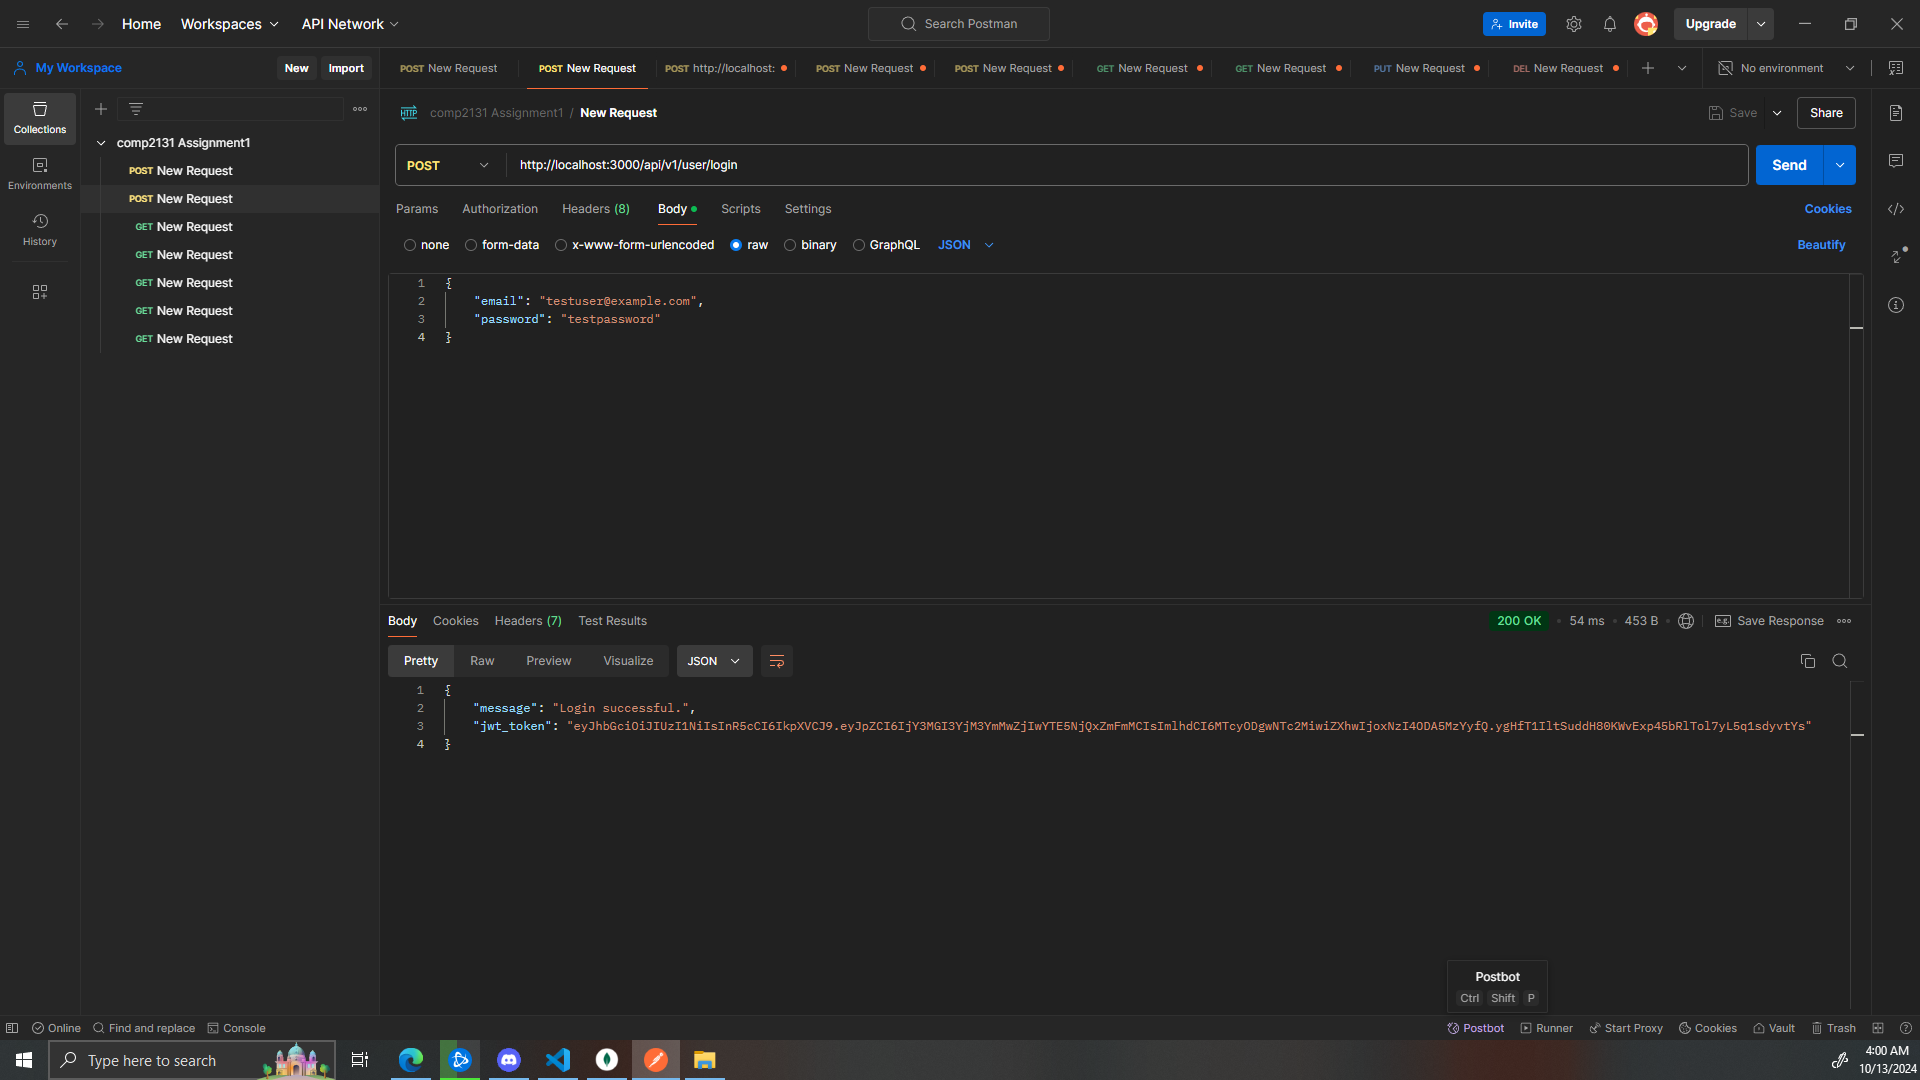 Home Workspaces API Network Search Postman Invite Upgrade
My Workspace New Import
POST New Request POST New Request POST http://localhost: POST New Request POST New Request GET New Request GET New Request PUT New Request DEL New Request No environment
Collections
Environments
History
comp2131 Assignment1
POST New Request
POST New Request
GET New Request
GET New Request
GET New Request
GET New Request
GET New Request
HTTP comp2131 Assignment1 / New Request Save Share
POST http://localhost:3000/api/v1/user/login Send
Params Authorization Headers (8) Body Scripts Settings Cookies
none form-data x-www-form-urlencoded raw binary GraphQL JSON Beautify
1 {
2 "email": "testuser@example.com",
3 "password": "testpassword"
4 }
Body Cookies Headers (7) Test Results 200 OK 54 ms 453 B e.g. Save Response
Pretty Raw Preview Visualize JSON
1 {
2 "message": "Login successful.",
3 "jwt_token": "eyJhbGciOiJIUzI1NiIsInR5cCI6IkpXVCJ9.eyJpZCI6IjY3MGI3YjM3YmMwZjIwYTE5NjQxZmFmMCIsImlhdCI6MTcyODgwNTc2MiwiZXhwIjoxNzI4ODA5MzYyfQ.ygHfT1IltSuddH80KWvExp45bRlTol7yL5q1sdyvtYs"
4 }
Postbot
Ctrl Shift P
Online Find and replace Console Postbot Runner Start Proxy Cookies Vault Trash
Type here to search
4:00 AM
10/13/2024